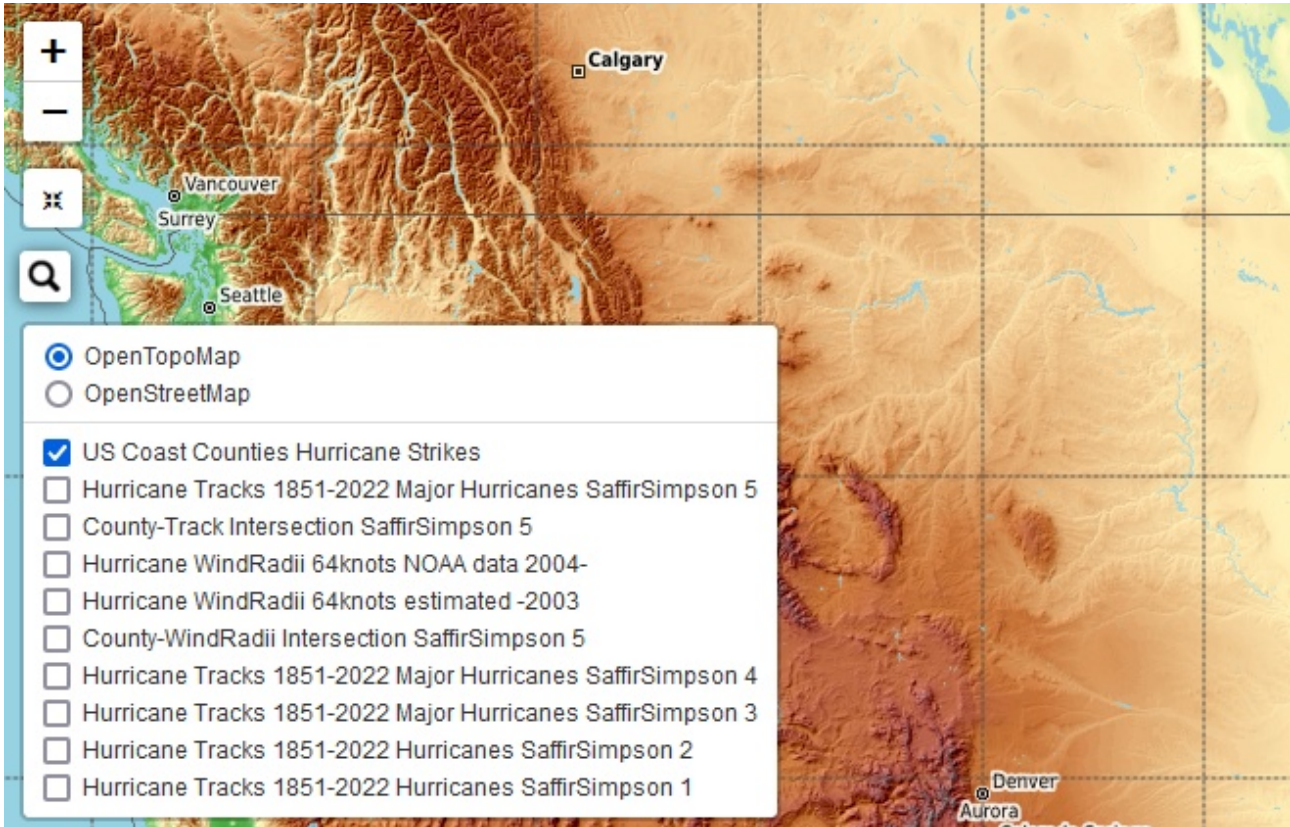 +
Calgary
−
Vancouver
Surrey
Seattle
OpenTopoMap
OpenStreetMap
US Coast Counties Hurricane Strikes
Hurricane Tracks 1851-2022 Major Hurricanes SaffirSimpson 5
County-Track Intersection SaffirSimpson 5
Hurricane WindRadii 64knots NOAA data 2004-
Hurricane WindRadii 64knots estimated -2003
County-WindRadii Intersection SaffirSimpson 5
Hurricane Tracks 1851-2022 Major Hurricanes SaffirSimpson 4
Hurricane Tracks 1851-2022 Major Hurricanes SaffirSimpson 3
Hurricane Tracks 1851-2022 Hurricanes SaffirSimpson 2
Hurricane Tracks 1851-2022 Hurricanes SaffirSimpson 1
Denver
Aurora